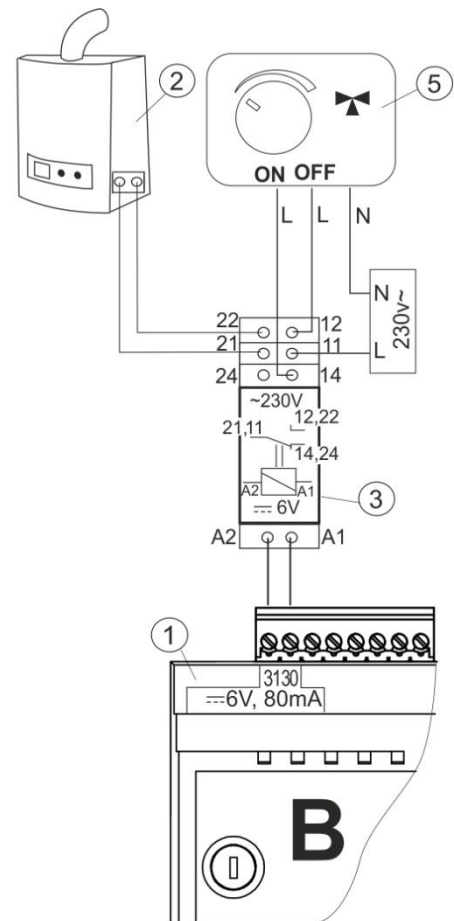 2
5
ON OFF
L L N
N
230v~
L
22 12
21 11
24 14
~230V
12,22
21,11
14,24
A2 A1
6V
3
A2 A1
1
3130
6V, 80mA
B